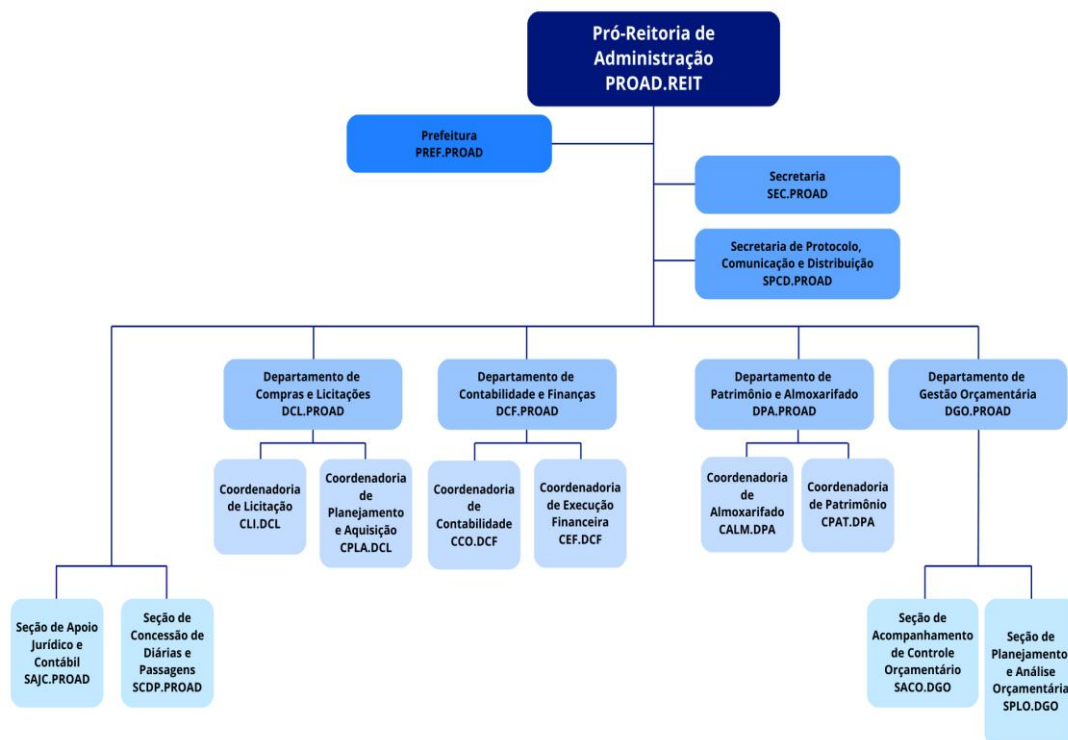 Pró-Reitoria de
Administração
PROAD.REIT
Prefeitura
PREF.PROAD
Secretaria
SEC.PROAD
Secretaria de Protocolo,
Comunicação e Distribuição
SPCD.PROAD
Departamento de
Compras e Licitações
DCL.PROAD
Departamento de
Contabilidade e Finanças
DCF.PROAD
Departamento de
Patrimônio e Almoxarifado
DPA.PROAD
Departamento de
Gestão Orçamentária
DGO.PROAD
Coordenadoria
de Licitação
CLI.DCL
Coordenadoria
de
Planejamento
e Aquisição
CPLA.DCL
Coordenadoria
de
Contabilidade
CCO.DCF
Coordenadoria
de Execução
Financeira
CEF.DCF
Coordenadoria
de
Almoxarifado
CALM.DPA
Coordenadoria
de Patrimônio
CPAT.DPA
Seção de Apoio
Jurídico e
Contábil
SAJC.PROAD
Seção de
Concessão de
Diárias e
Passagens
SCDP.PROAD
Seção de
Acompanhamento
de Controle
Orçamentário
SACO.DGO
Seção de
Planejamento
e Análise
Orçamentária
SPLO.DGO